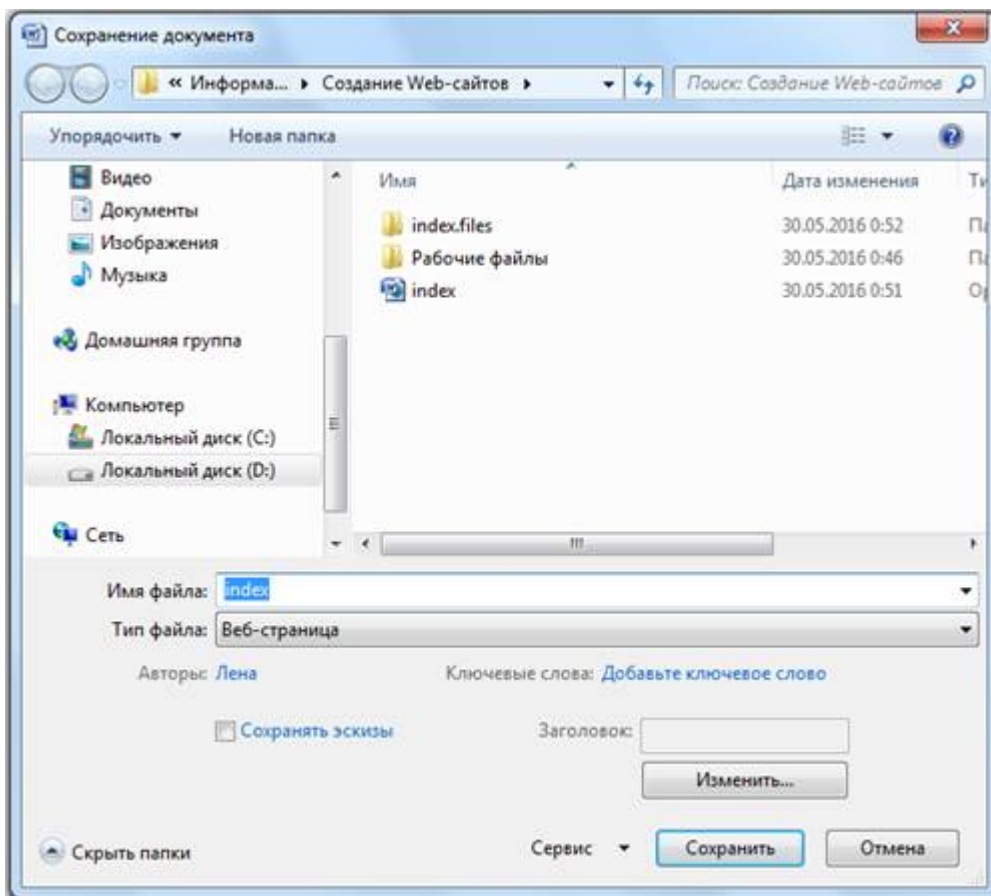 Сохранение документа
« Информа... Создание Web-сайтов
Поиск: Создание Web-сайтов
Упорядочить Новая папка
Видео
Документы
Изображения
Музыка
Домашняя группа
Компьютер
Локальный диск (C:)
Локальный диск (D:)
Сеть
Имя Дата изменения
index.files 30.05.2016 0:52
Рабочие файлы 30.05.2016 0:46
index 30.05.2016 0:51
Имя файла: index
Тип файла: Веб-страница
Авторы: Лена Ключевые слова: Добавьте ключевое слово
Сохранять эскизы Заголовок:
Изменить...
Скрыть папки Сервис Сохранить Отмена